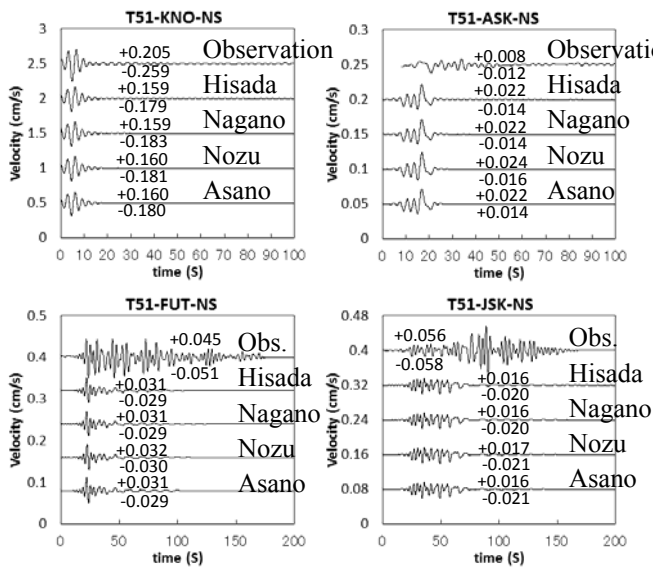 T51-KNO-NS
Velocity (cm/s)
3
2.5
2
1.5
1
0.5
0
+0.205 Observation
-0.259
+0.159 Hisada
-0.179
+0.159 Nagano
-0.183
+0.160 Nozu
-0.181
+0.160 Asano
-0.180
0 10 20 30 40 50 60 70 80 90 100
time (S)
T51-ASK-NS
Velocity (cm/s)
0.3
0.25
0.2
0.15
0.1
0.05
0
+0.008 Observatio
-0.012
+0.022 Hisada
-0.014
+0.022 Nagano
-0.014
+0.024 Nozu
-0.016
+0.022 Asano
+0.014
0 10 20 30 40 50 60 70 80 90 100
time (S)
T51-FUT-NS
Velocity (cm/s)
0.5
0.4
0.3
0.2
0.1
0
+0.045 Obs.
-0.051
Hisada
+0.031
-0.029
+0.031 Nagano
-0.029
+0.032 Nozu
-0.030
+0.031 Asano
-0.029
0 50 100 150 200
time (S)
T51-JSK-NS
Velocity (cm/s)
0.48
0.4
0.32
0.24
0.16
0.08
0
+0.056 Obs.
-0.058
+0.016 Hisada
-0.020
+0.016 Nagano
-0.020
+0.017 Nozu
-0.021
+0.016 Asano
-0.021
0 50 100 150 200
time (S)